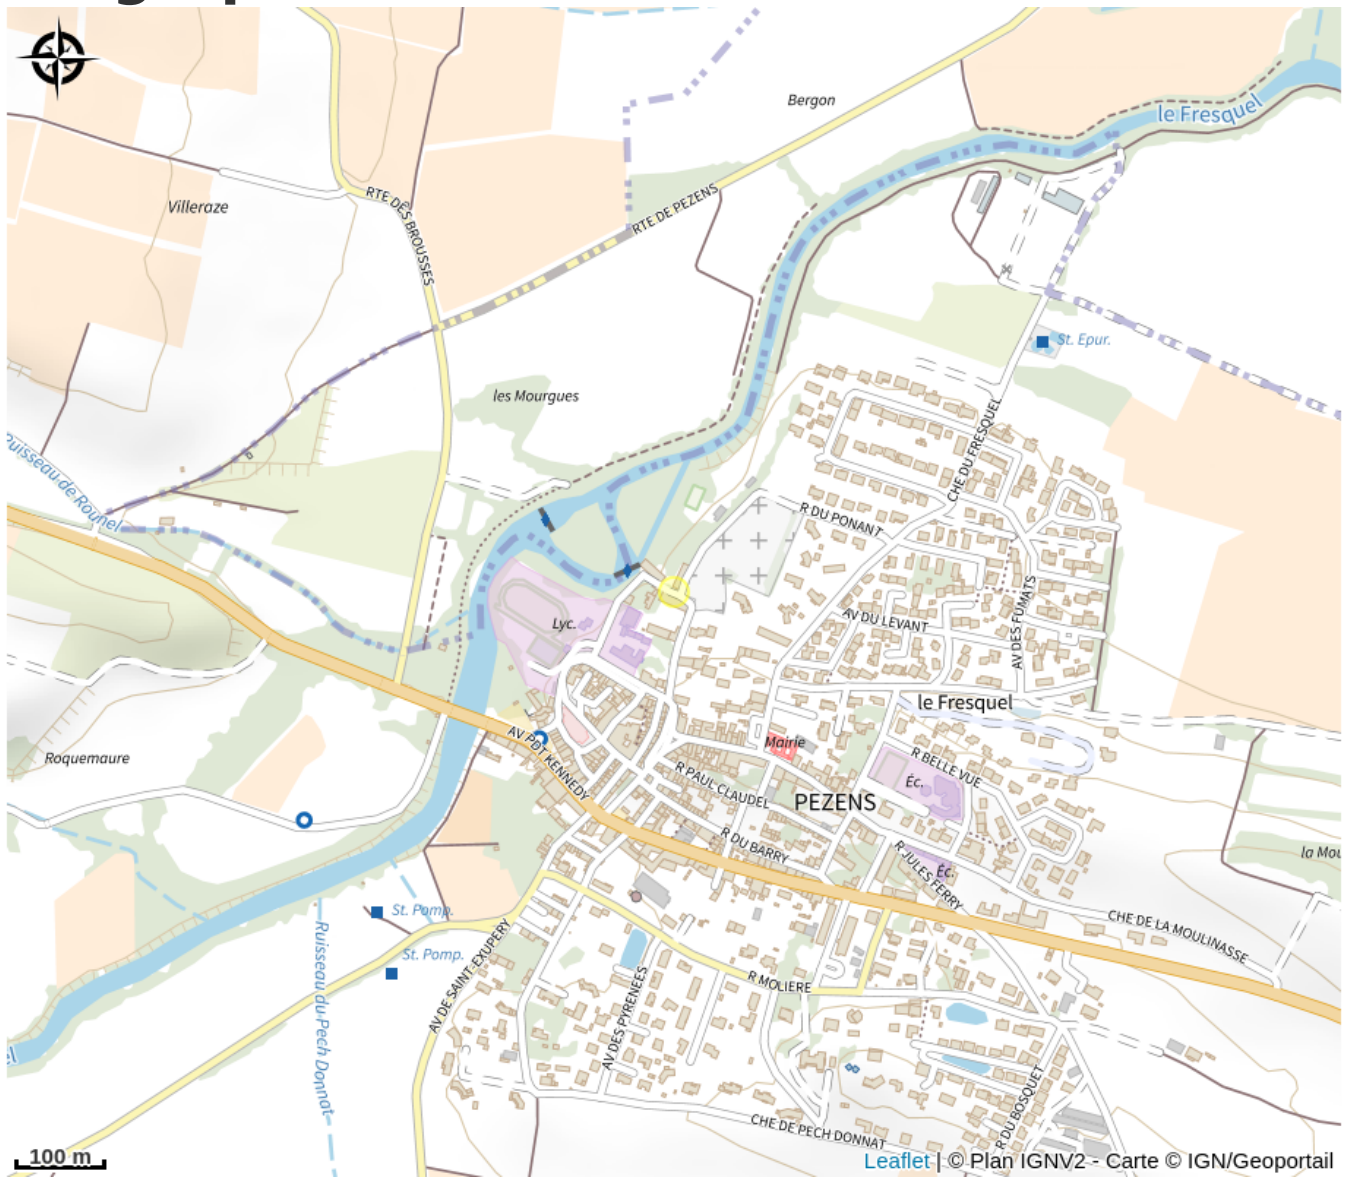 Bergon
le Fresquel
RTE DES BROUSSES
RTE DE PEZENS
Villeraze
St. Epur.
les Mourgues
CHE DU FRESQUEL
Ruisseau de Rounel
R DU PONANT
AV DES FUMATS
AV DU LEVANT
Lyc.
le Fresquel
Mairie
AV PDT KENNEDY
Roquemaure
R BELLE VUE
Éc.
R PAUL CLAUDEL
PEZENS
R DU BARRY
R JULES FERRY
Éc.
la Mou
St. Pomp.
CHE DE LA MOULINASSE
Ruisseau du Pech Donnat
St. Pomp.
AV DE SAINT-EXUPERY
R MOLIERE
AV DES PYRENEES
R DU BOSQUET
CHE DE PECH DONNAT
100 m
Leaflet | © Plan IGNV2 - Carte © IGN/Geoportail